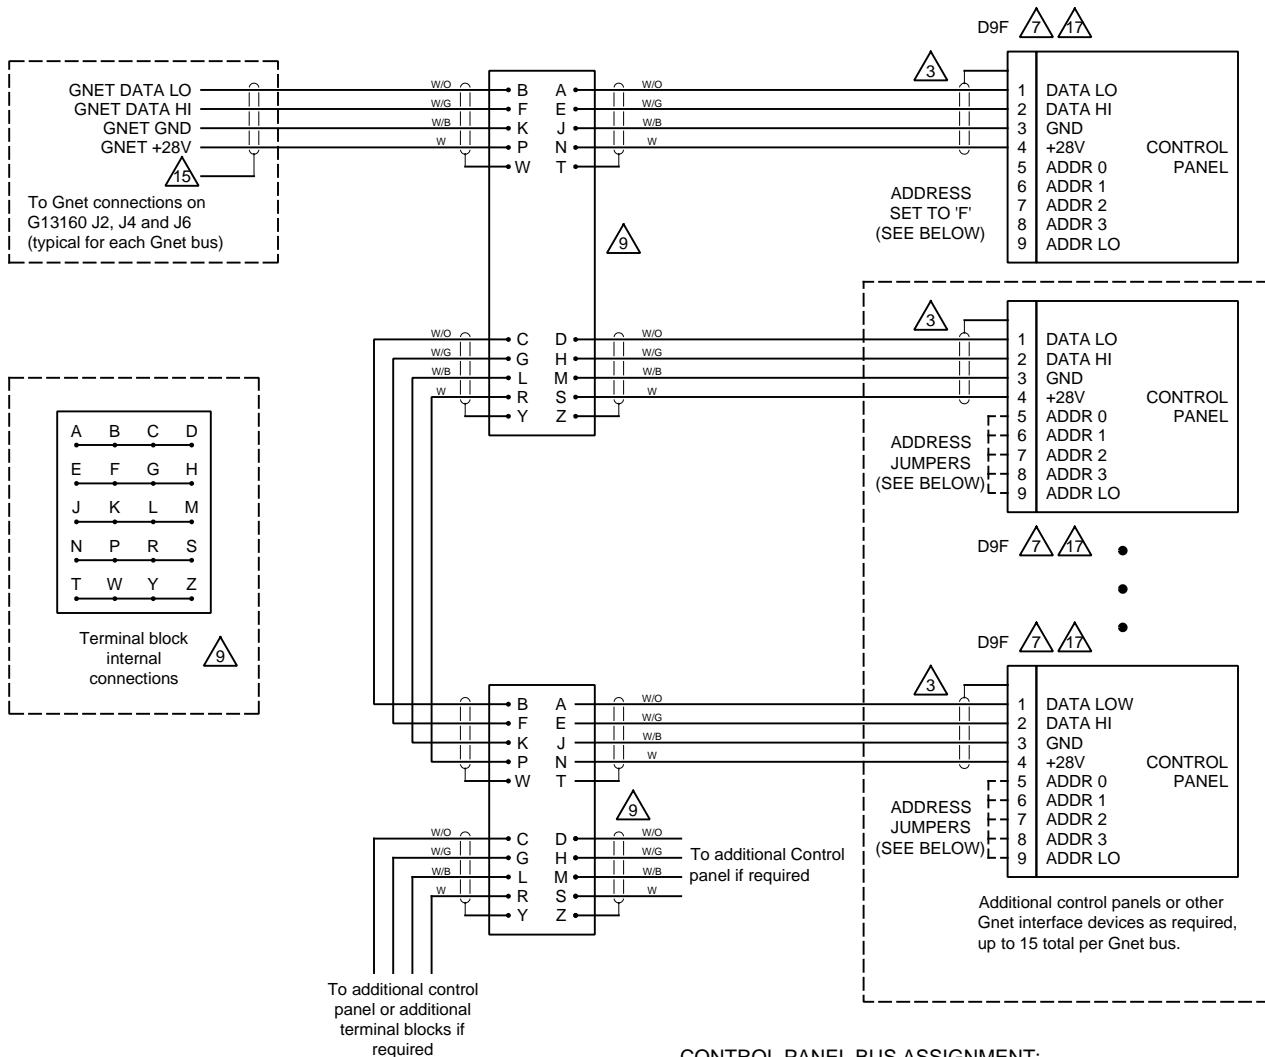 D9F 7 17
GNET DATA LO
GNET DATA HI
GNET GND
GNET +28V
15
To Gnet connections on
G13160 J2, J4 and J6
(typical for each Gnet bus)
W/O
W/G
W/B
W
B A
F E
K J
P N
W T
W/O
W/G
W/B
W
9
3
1 DATA LO
2 DATA HI
3 GND
4 +28V
5 ADDR 0
6 ADDR 1
7 ADDR 2
8 ADDR 3
9 ADDR LO
CONTROL
PANEL
ADDRESS
SET TO 'F'
(SEE BELOW)
W/O
W/G
W/B
W
C D
G H
L M
R S
Y Z
W/O
W/G
W/B
W
3
1 DATA LO
2 DATA HI
3 GND
4 +28V
5 ADDR 0
6 ADDR 1
7 ADDR 2
8 ADDR 3
9 ADDR LO
CONTROL
PANEL
ADDRESS
JUMPERS
(SEE BELOW)
D9F 7 17
A B C D
E F G H
J K L M
N P R S
T W Y Z
Terminal block
internal
connections
9
D9F 7 17
B A
F E
K J
P N
W T
W/O
W/G
W/B
W
9
3
1 DATA LOW
2 DATA HI
3 GND
4 +28V
5 ADDR 0
6 ADDR 1
7 ADDR 2
8 ADDR 3
9 ADDR LO
CONTROL
PANEL
ADDRESS
JUMPERS
(SEE BELOW)
W/O
W/G
W/B
W
C D
G H
L M
R S
Y Z
W/O
W/G
W/B
W
To additional Control
panel if required
Additional control panels or other
Gnet interface devices as required,
up to 15 total per Gnet bus.
To additional control
panel or additional
terminal blocks if
required
CONTROL PANEL BUS ASSIGNMENT: